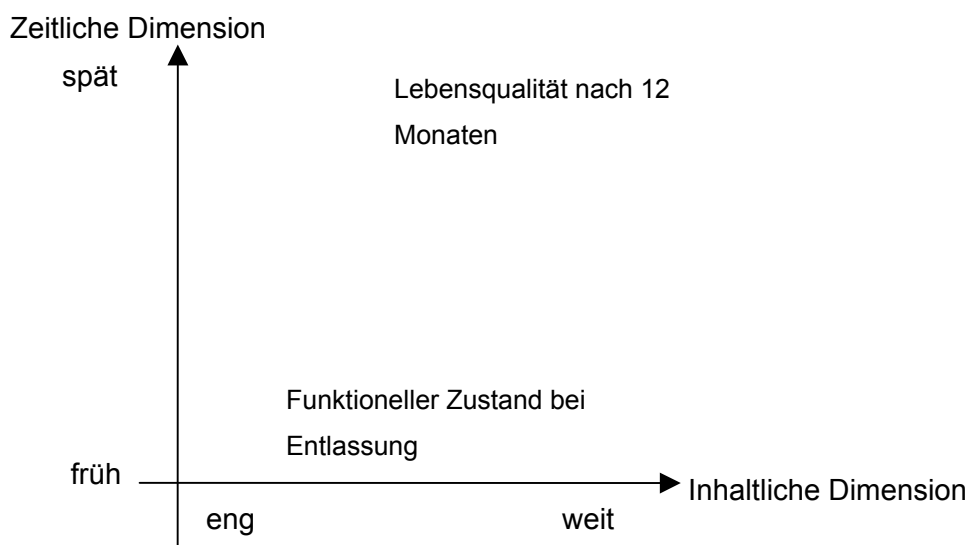 Zeitliche Dimension
spät
Lebensqualität nach 12
Monaten
Funktioneller Zustand bei
Entlassung
früh
Inhaltliche Dimension
eng
weit